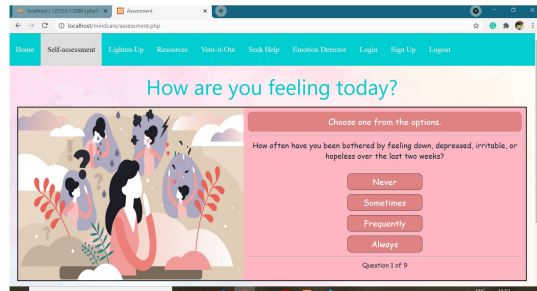 localhost / 127.0.0.1:3306 | phpM
Assessment
localhost/mindcare/assessment.php
Home Self-assessment Lighten-Up Resources Vent-it-Out Seek Help Emotion Detector Login Sign Up Logout
How are you feeling today?
Choose one from the options.
How often have you been bothered by feeling down, depressed, irritable, or
hopeless over the last two weeks?
Never
Sometimes
Frequently
Always
Question 1 of 9